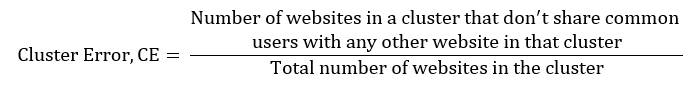 Number of websites in a cluster that don't share common
users with any other website in that cluster
Cluster Error, CE =
Total number of websites in the cluster